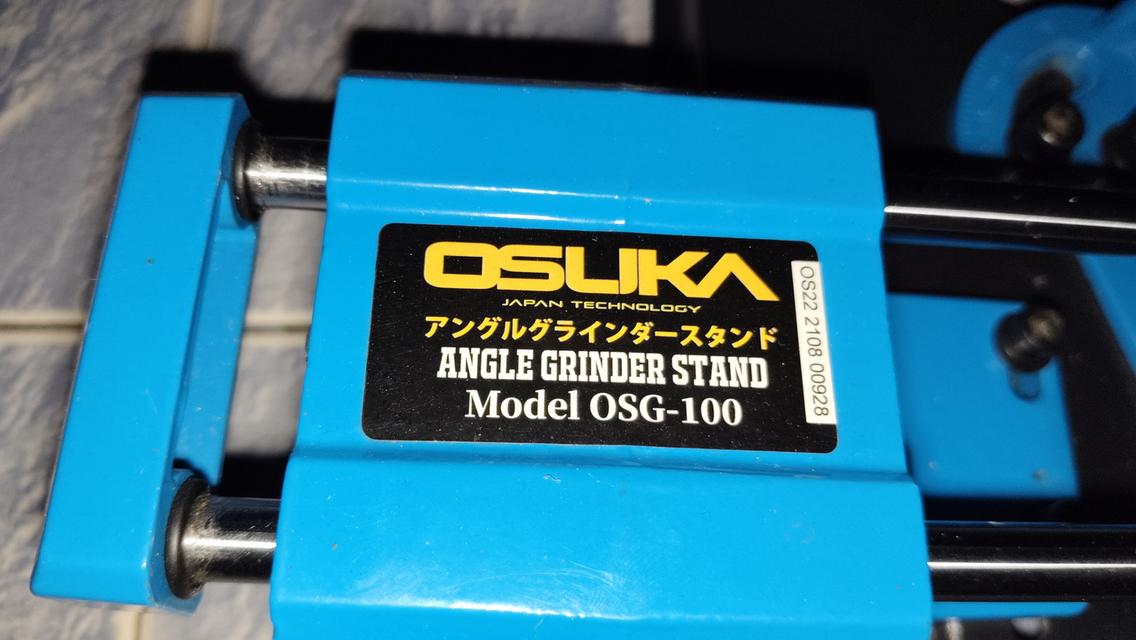 OSUKA
JAPAN TECHNOLOGY
アングルグラインダースタンド
ANGLE GRINDER STAND
Model OSG-100
OS22 2108 00928